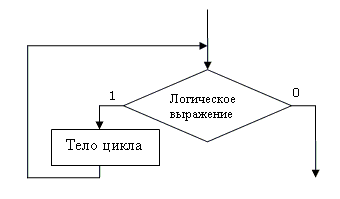 1
0
Логическое
выражение
Тело цикла